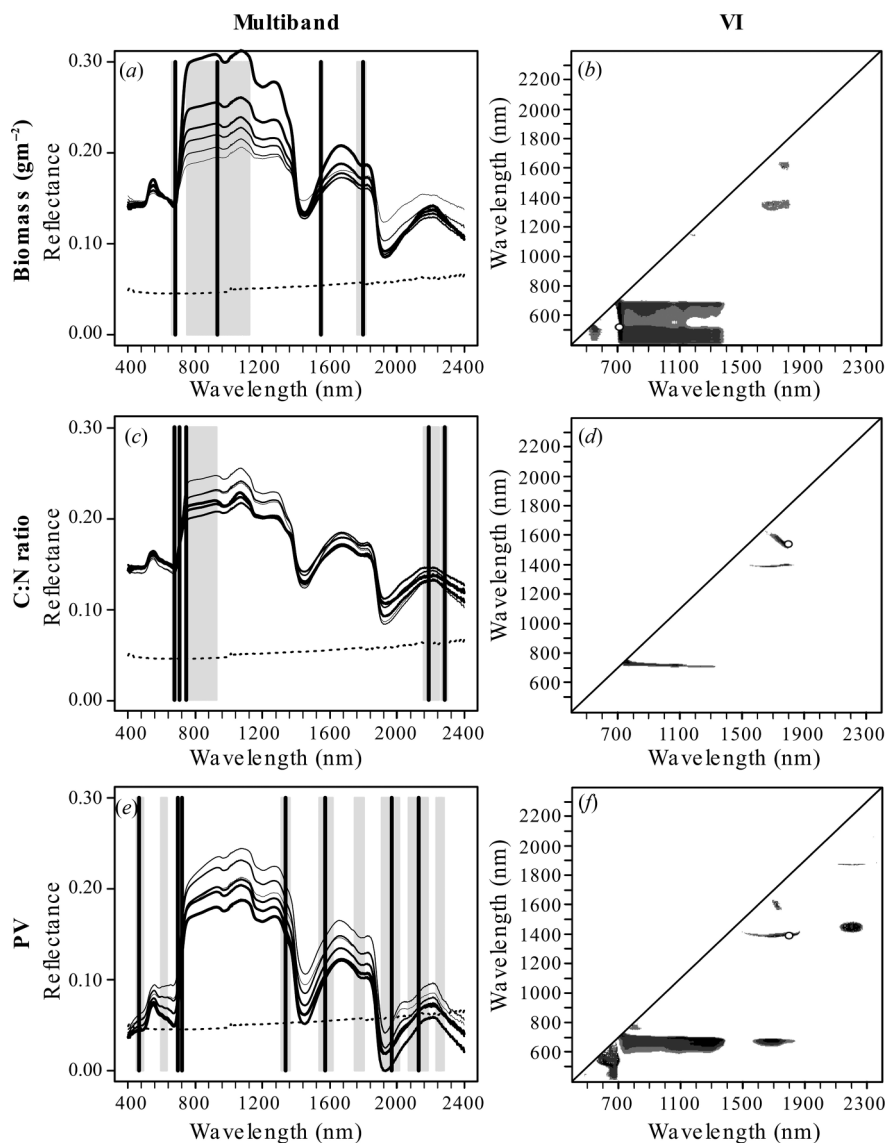 Multiband
VI
Biomass (gm⁻²)
Reflectance
0.30
0.20
0.10
0.00
(a)
400 800 1200 1600 2000 2400
Wavelength (nm)
Wavelength (nm)
2200
2000
1800
1600
1400
1200
1000
800
600
(b)
700 1100 1500 1900 2300
Wavelength (nm)
C:N ratio
Reflectance
0.30
0.20
0.10
0.00
(c)
400 800 1200 1600 2000 2400
Wavelength (nm)
Wavelength (nm)
2200
2000
1800
1600
1400
1200
1000
800
600
(d)
700 1100 1500 1900 2300
Wavelength (nm)
PV
Reflectance
0.30
0.20
0.10
0.00
(e)
400 800 1200 1600 2000 2400
Wavelength (nm)
Wavelength (nm)
2200
2000
1800
1600
1400
1200
1000
800
600
(f)
700 1100 1500 1900 2300
Wavelength (nm)